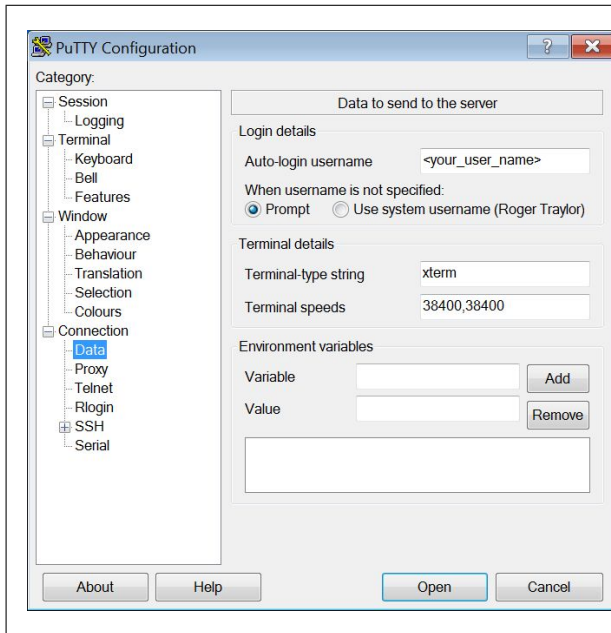 PuTTY Configuration
?
Category:
Session
Logging
Terminal
Keyboard
Bell
Features
Window
Appearance
Behaviour
Translation
Selection
Colours
Connection
Data
Proxy
Telnet
Rlogin
SSH
Serial
Data to send to the server
Login details
Auto-login username <your_user_name>
When username is not specified:
Prompt Use system username (Roger Traylor)
Terminal details
Terminal-type string xterm
Terminal speeds 38400,38400
Environment variables
Variable Add
Value Remove
About Help Open Cancel